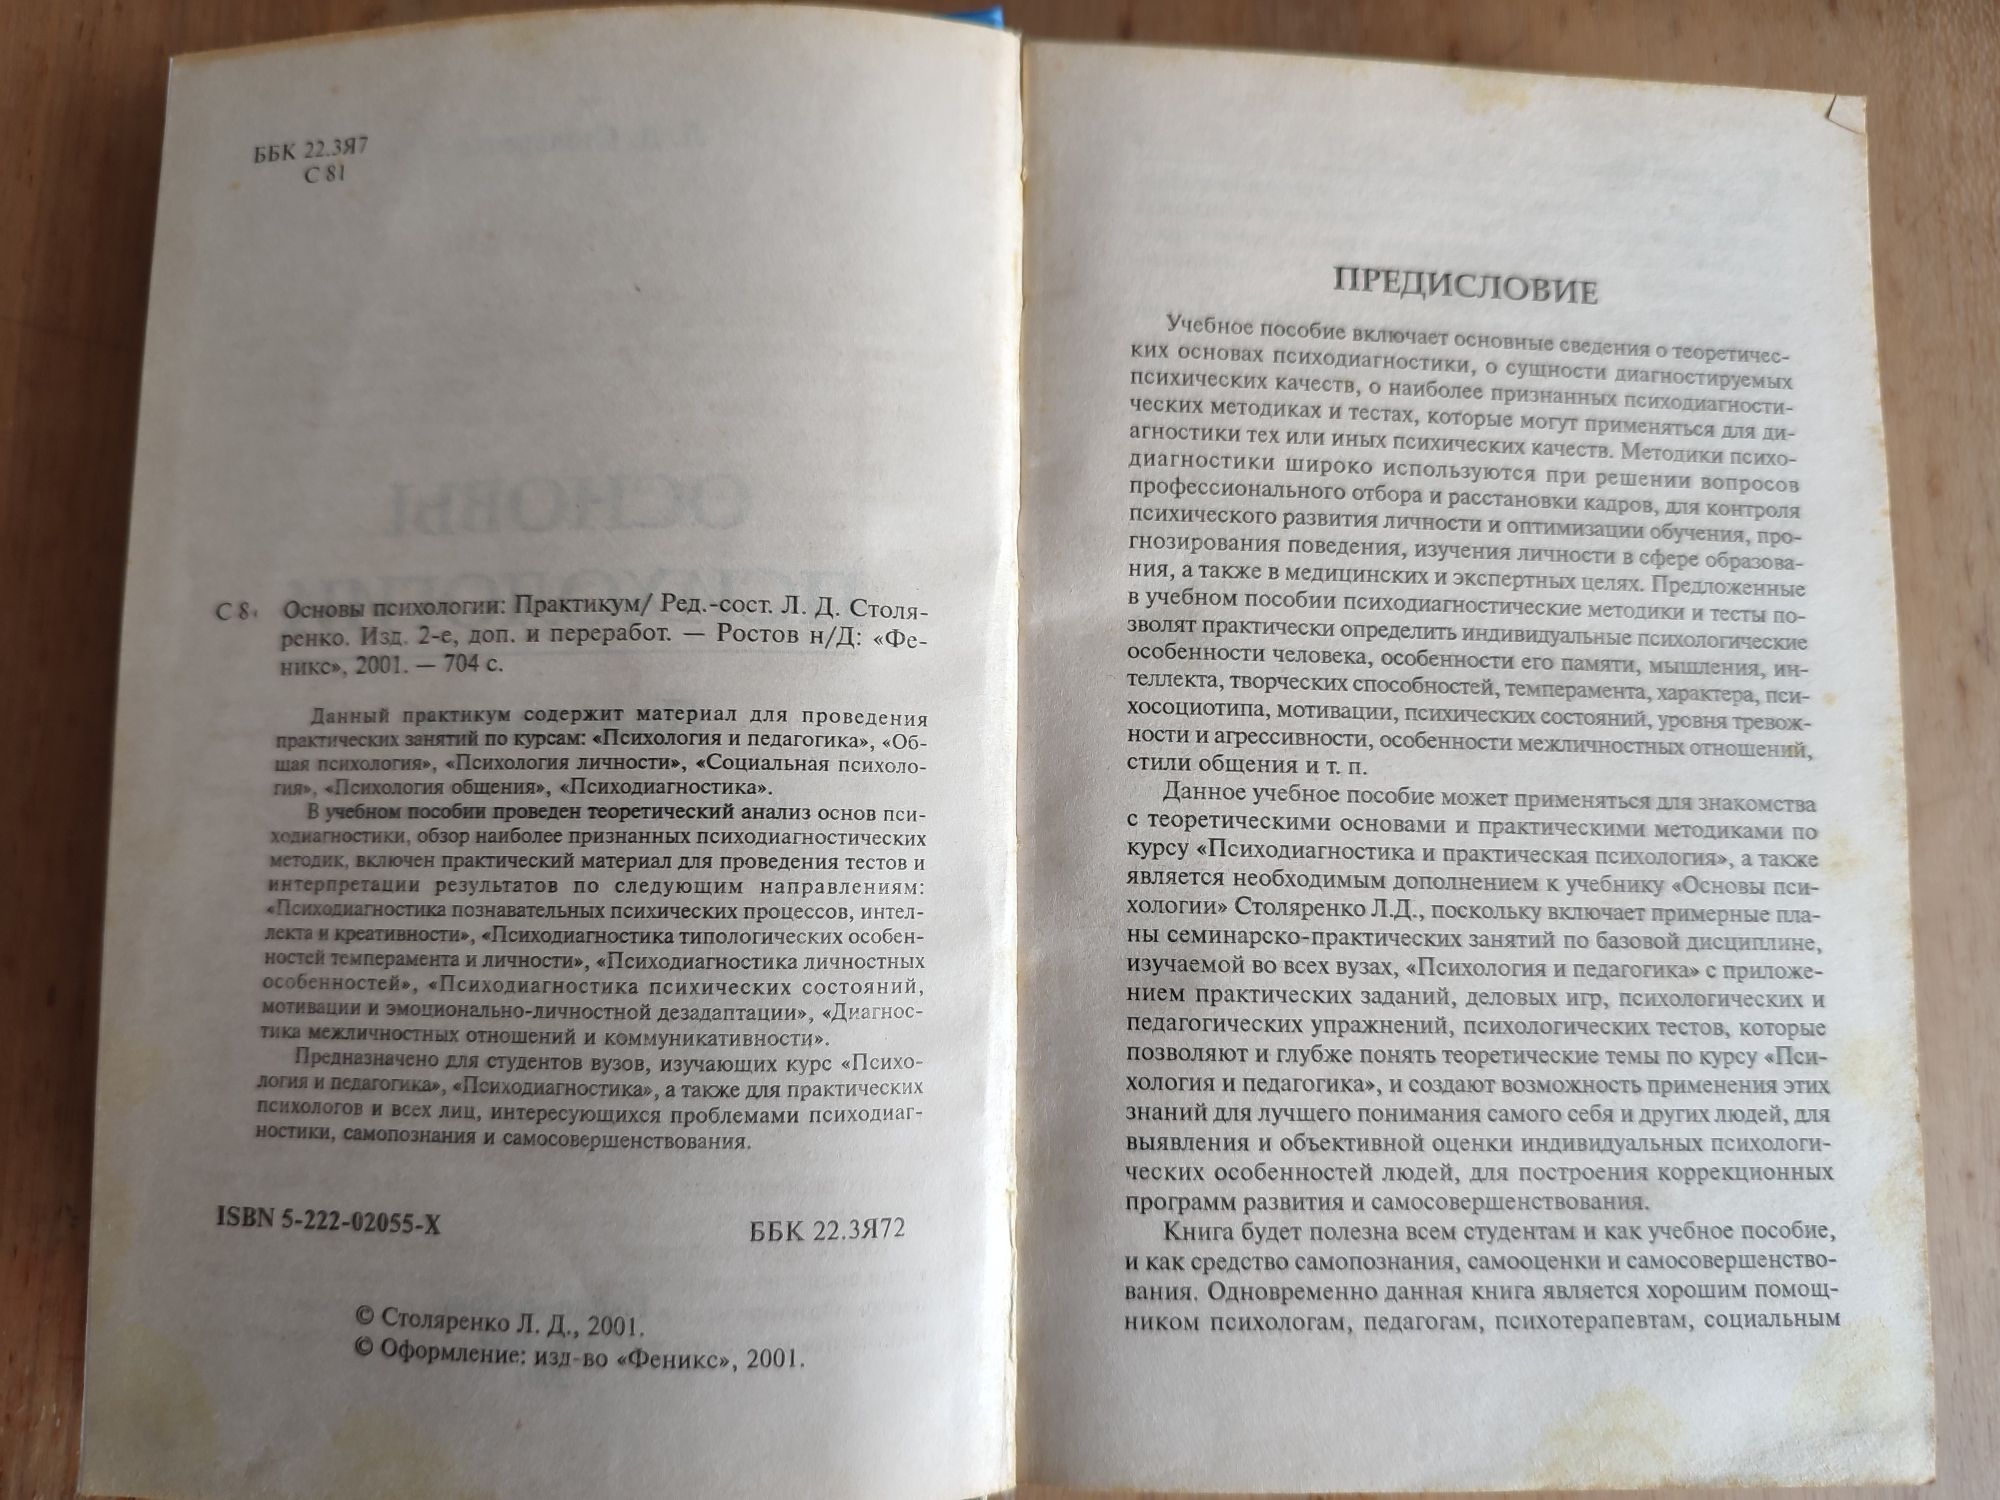 ББК 22.3Я7
С 81
С 8
Основы психологии: Практикум/ Ред.-сост. Л. Д. Столя-
ренко. Изд. 2-е, доп. и переработ. — Ростов н/Д: «Фе-
никс», 2001. — 704 с.
Данный практикум содержит материал для проведения
практических занятий по курсам: «Психология и педагогика», «Об-
щая психология», «Психология личности», «Социальная психоло-
гия», «Психология общения», «Психодиагностика».
В учебном пособии проведен теоретический анализ основ пси-
ходиагностики, обзор наиболее признанных психодиагностических
методик, включен практический материал для проведения тестов и
интерпретации результатов по следующим направлениям:
«Психодиагностика познавательных психических процессов, интел-
лекта и креативности», «Психодиагностика типологических особен-
ностей темперамента и личности», «Психодиагностика личностных
особенностей», «Психодиагностика психических состояний,
мотивации и эмоционально-личностной дезадаптации», «Диагнос-
тика межличностных отношений и коммуникативности».
Предназначено для студентов вузов, изучающих курс «Психо-
логия и педагогика», «Психодиагностика», а также для практических
психологов и всех лиц, интересующихся проблемами психодиаг-
ностики, самопознания и самосовершенствования.
ISBN 5-222-02055-X
ББК 22.3Я72
© Столяренко Л. Д., 2001.
© Оформление: изд-во «Феникс», 2001.
ПРЕДИСЛОВИЕ
Учебное пособие включает основные сведения о теоретичес-
ких основах психодиагностики, о сущности диагностируемых
психических качеств, о наиболее признанных психодиагности-
ческих методиках и тестах, которые могут применяться для ди-
агностики тех или иных психических качеств. Методики психо-
диагностики широко используются при решении вопросов
профессионального отбора и расстановки кадров, для контроля
психического развития личности и оптимизации обучения, про-
гнозирования поведения, изучения личности в сфере образова-
ния, а также в медицинских и экспертных целях. Предложенные
в учебном пособии психодиагностические методики и тесты по-
зволят практически определить индивидуальные психологические
особенности человека, особенности его памяти, мышления, ин-
теллекта, творческих способностей, темперамента, характера, пси-
хосоциотипа, мотивации, психических состояний, уровня тревож-
ности и агрессивности, особенности межличностных отношений,
стили общения и т. п.
Данное учебное пособие может применяться для знакомства
с теоретическими основами и практическими методиками по
курсу «Психодиагностика и практическая психология», а также
является необходимым дополнением к учебнику «Основы пси-
хологии» Столяренко Л.Д., поскольку включает примерные пла-
ны семинарско-практических занятий по базовой дисциплине,
изучаемой во всех вузах, «Психология и педагогика» с приложе-
нием практических заданий, деловых игр, психологических и
педагогических упражнений, психологических тестов, которые
позволяют и глубже понять теоретические темы по курсу «Пси-
хология и педагогика», и создают возможность применения этих
знаний для лучшего понимания самого себя и других людей, для
выявления и объективной оценки индивидуальных психологи-
ческих особенностей людей, для построения коррекционных
программ развития и самосовершенствования.
Книга будет полезна всем студентам и как учебное пособие,
и как средство самопознания, самооценки и самосовершенство-
вания. Одновременно данная книга является хорошим помощ-
ником психологам, педагогам, психотерапевтам, социальным